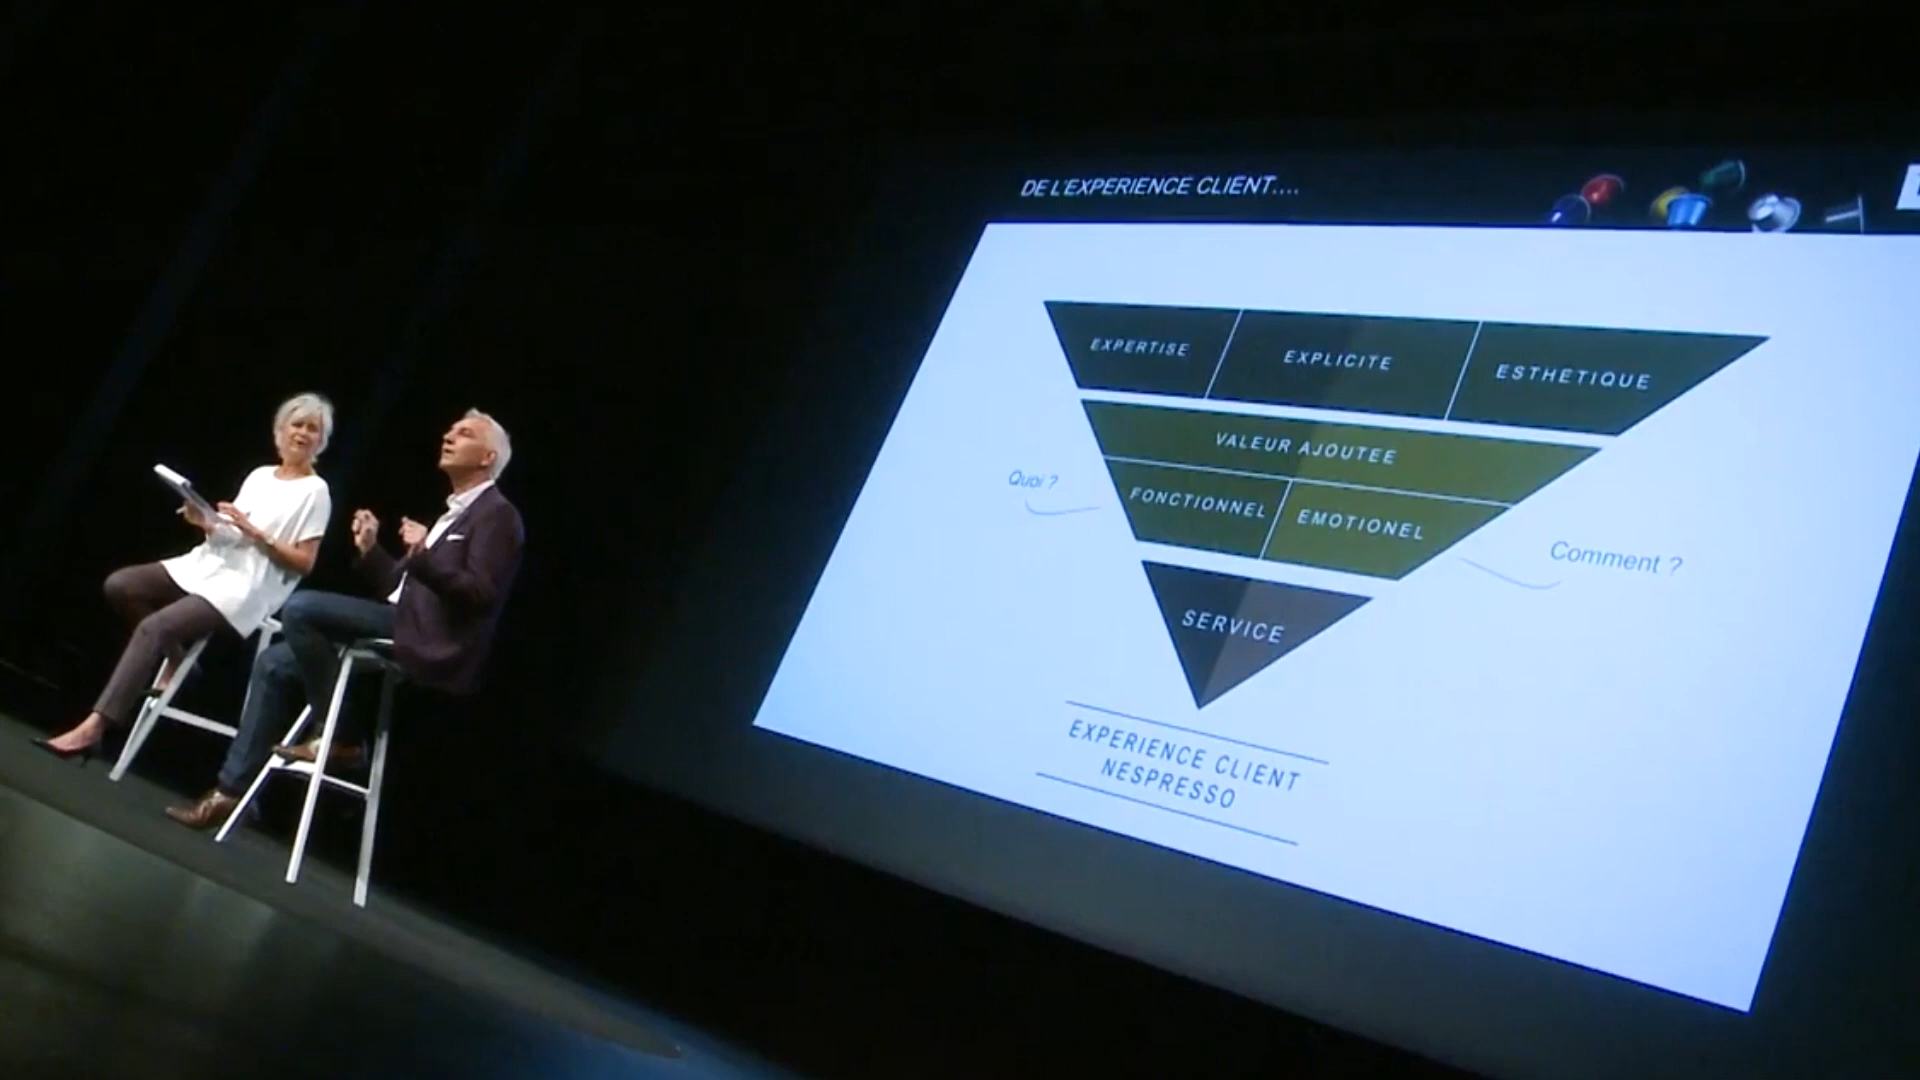 DE L'EXPERIENCE CLIENT....
EXPERTISE
EXPLICITE
ESTHETIQUE
VALEUR AJOUTEE
Quoi ?
FONCTIONNEL
EMOTIONEL
Comment ?
SERVICE
EXPERIENCE CLIENT
NESPRESSO